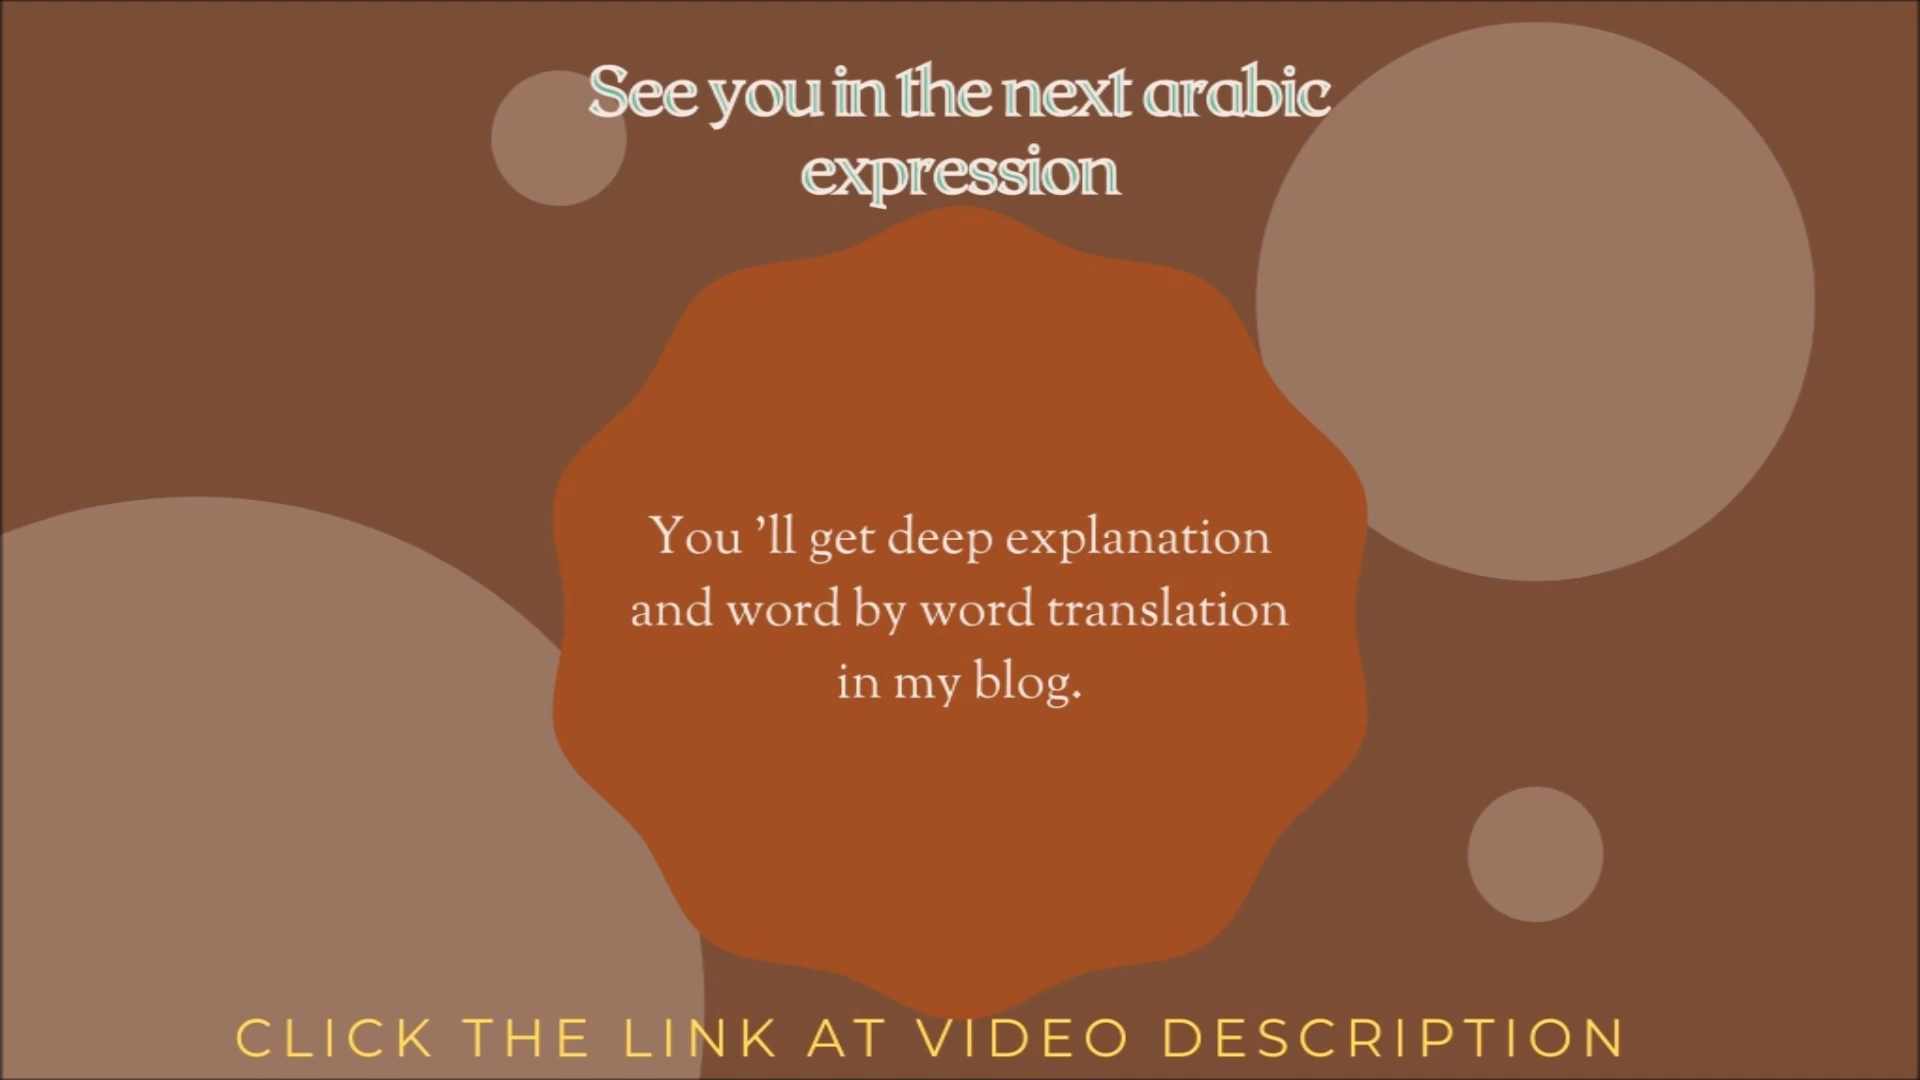 See you in the next arabic
expression
You 'll get deep explanation
and word by word translation
in my blog.
CLICK THE LINK AT VIDEO DESCRIPTION